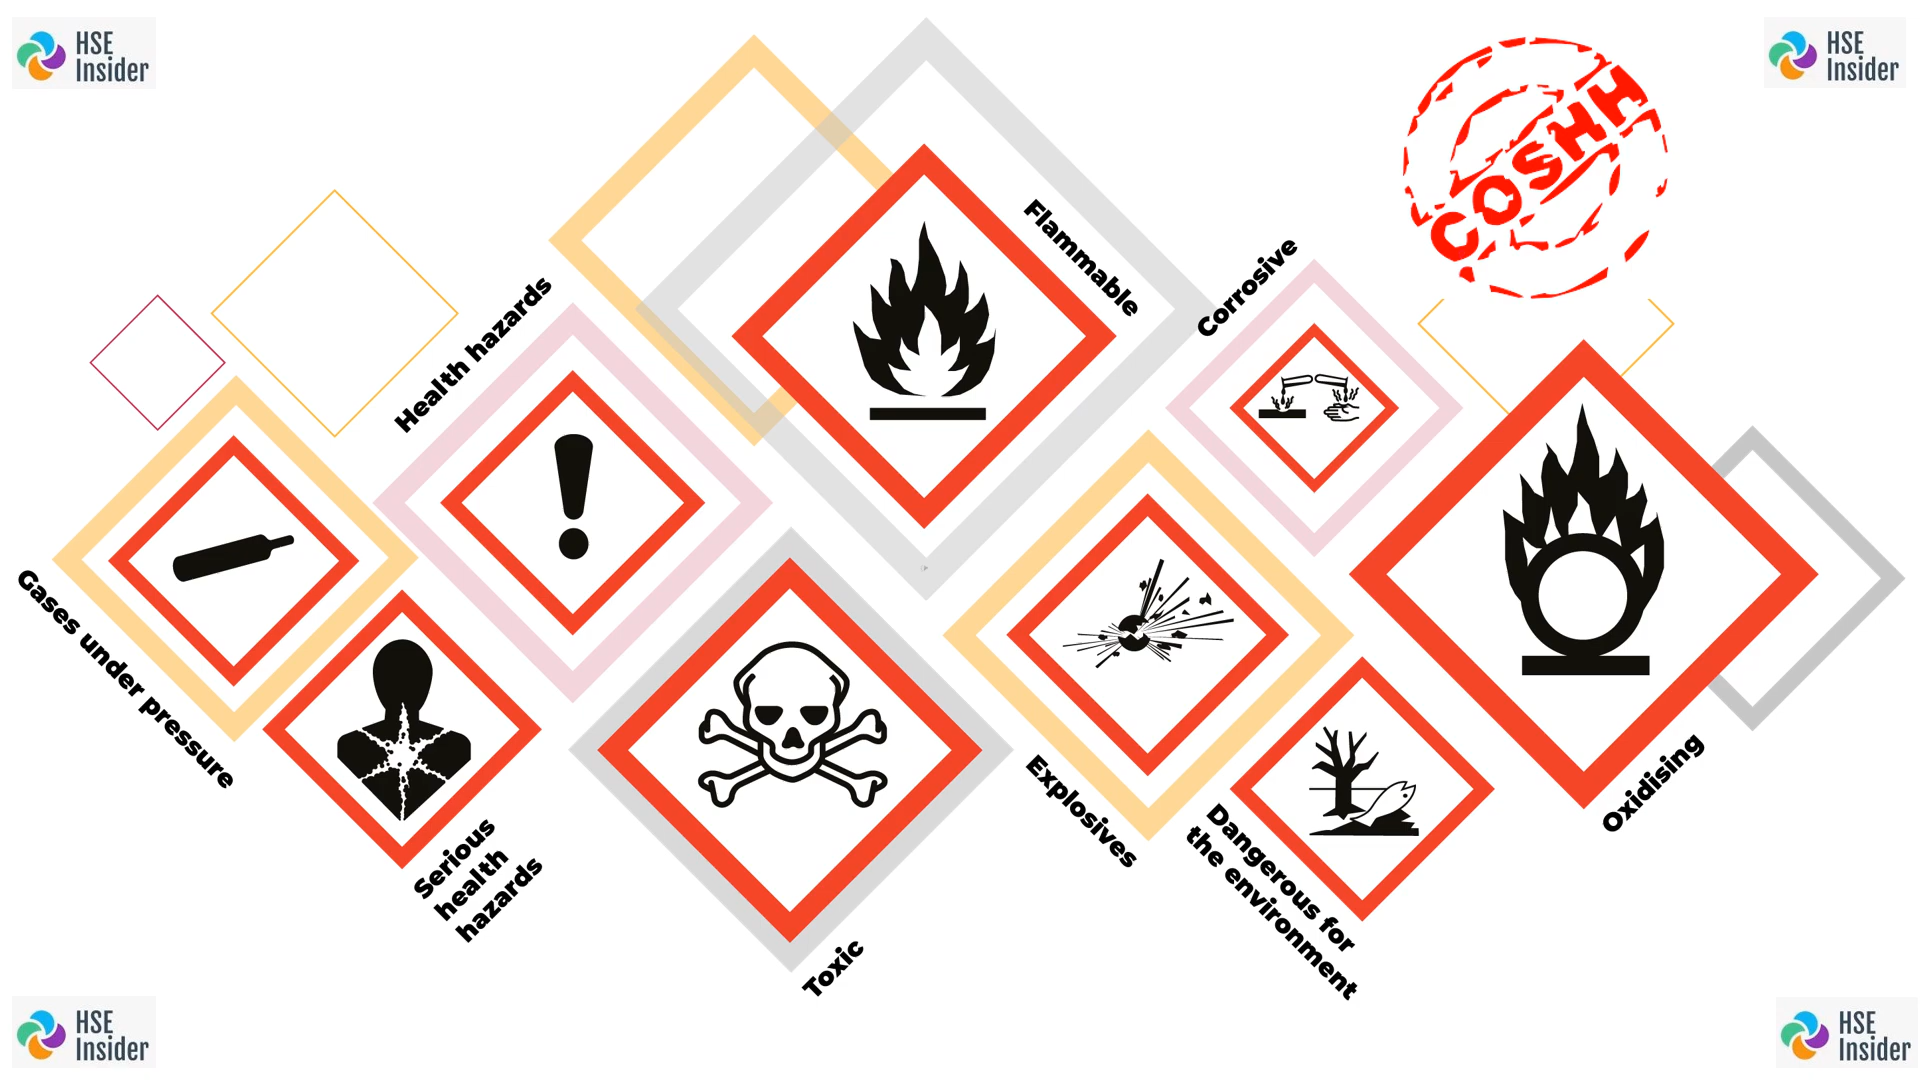 HSE
Insider
HSE
Insider
COSHH
Flammable
Corrosive
Health hazards
Gases under pressure
Serious
health
hazards
Toxic
Explosives
Dangerous for
the environment
Oxidising
HSE
Insider
HSE
Insider